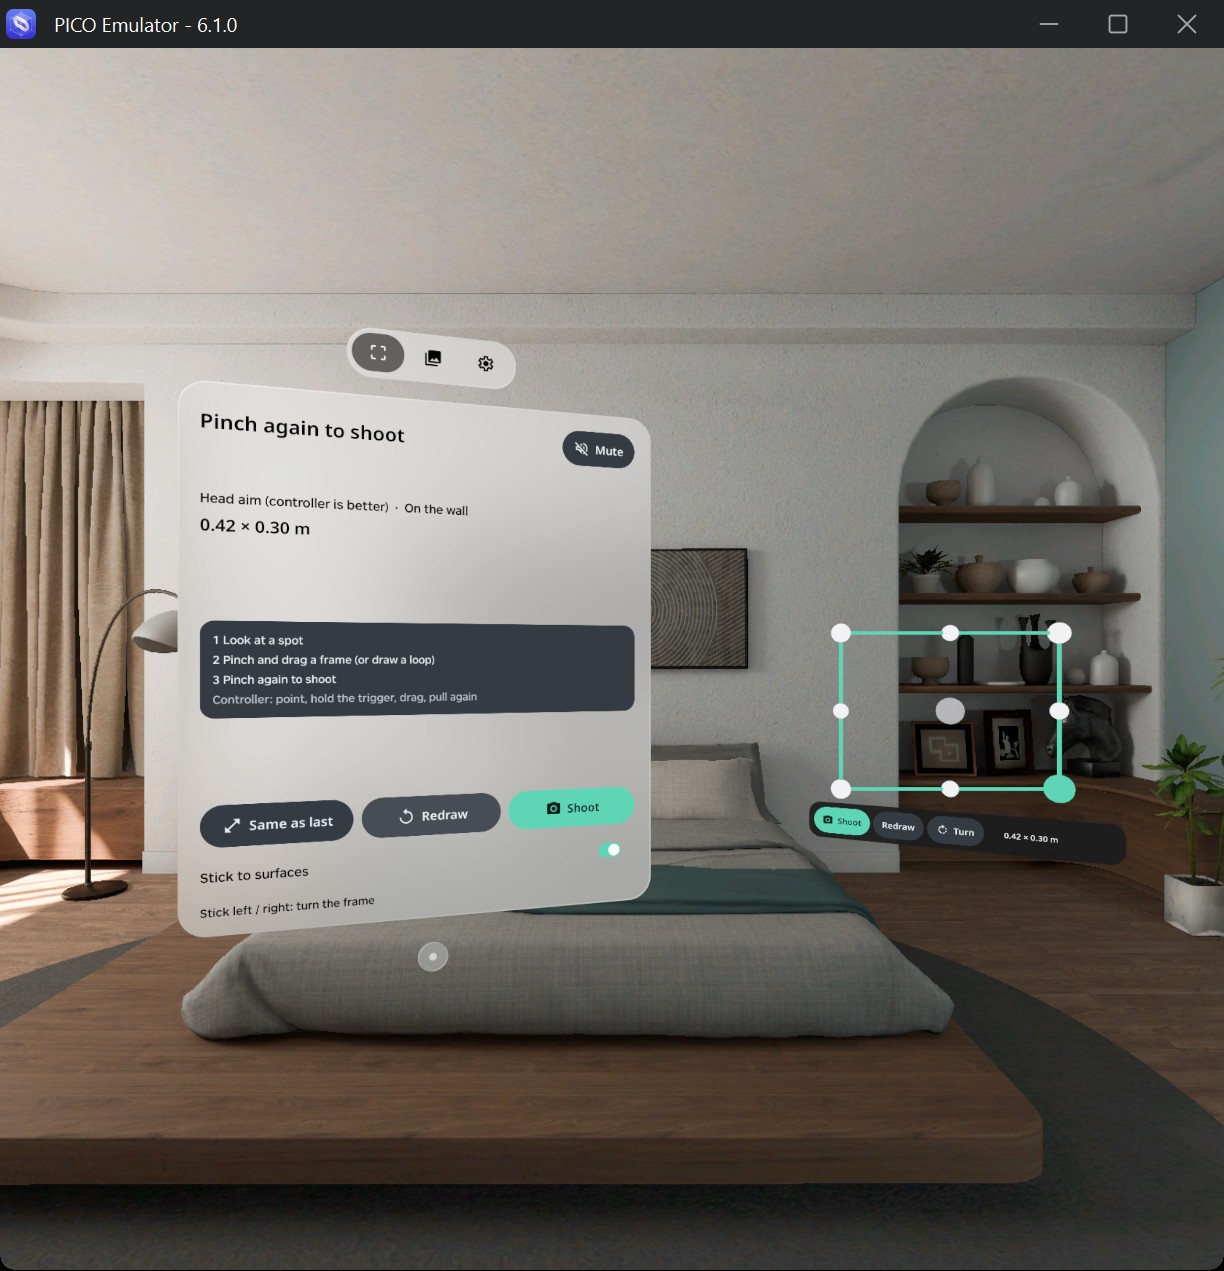 PICO Emulator - 6.1.0
Pinch again to shoot
Mute
Head aim (controller is better) · On the wall
0.42 × 0.30 m
1 Look at a spot
2 Pinch and drag a frame (or draw a loop)
3 Pinch again to shoot
Controller: point, hold the trigger, drag, pull again
Same as last
Redraw
Shoot
Stick to surfaces
Stick left / right: turn the frame
Shoot
Redraw
Turn
0.42 × 0.30 m